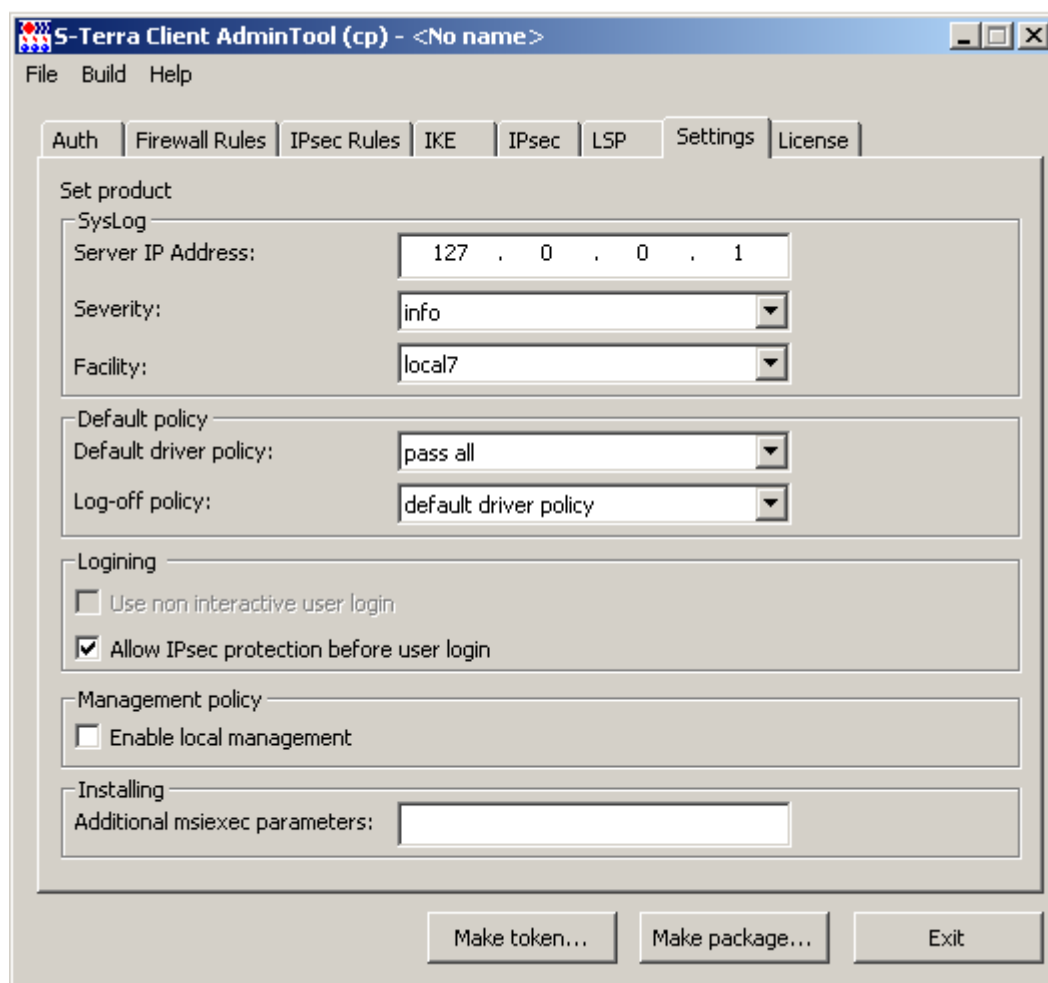 S-Terra Client AdminTool (cp) - <No name>
File Build Help
Auth Firewall Rules IPsec Rules IKE IPsec LSP Settings License
Set product
SysLog
Server IP Address: 127 . 0 . 0 . 1
Severity: info
Facility: local7
Default policy
Default driver policy: pass all
Log-off policy: default driver policy
Logining
Use non interactive user login
Allow IPsec protection before user login
Management policy
Enable local management
Installing
Additional msiexec parameters:
Make token... Make package... Exit